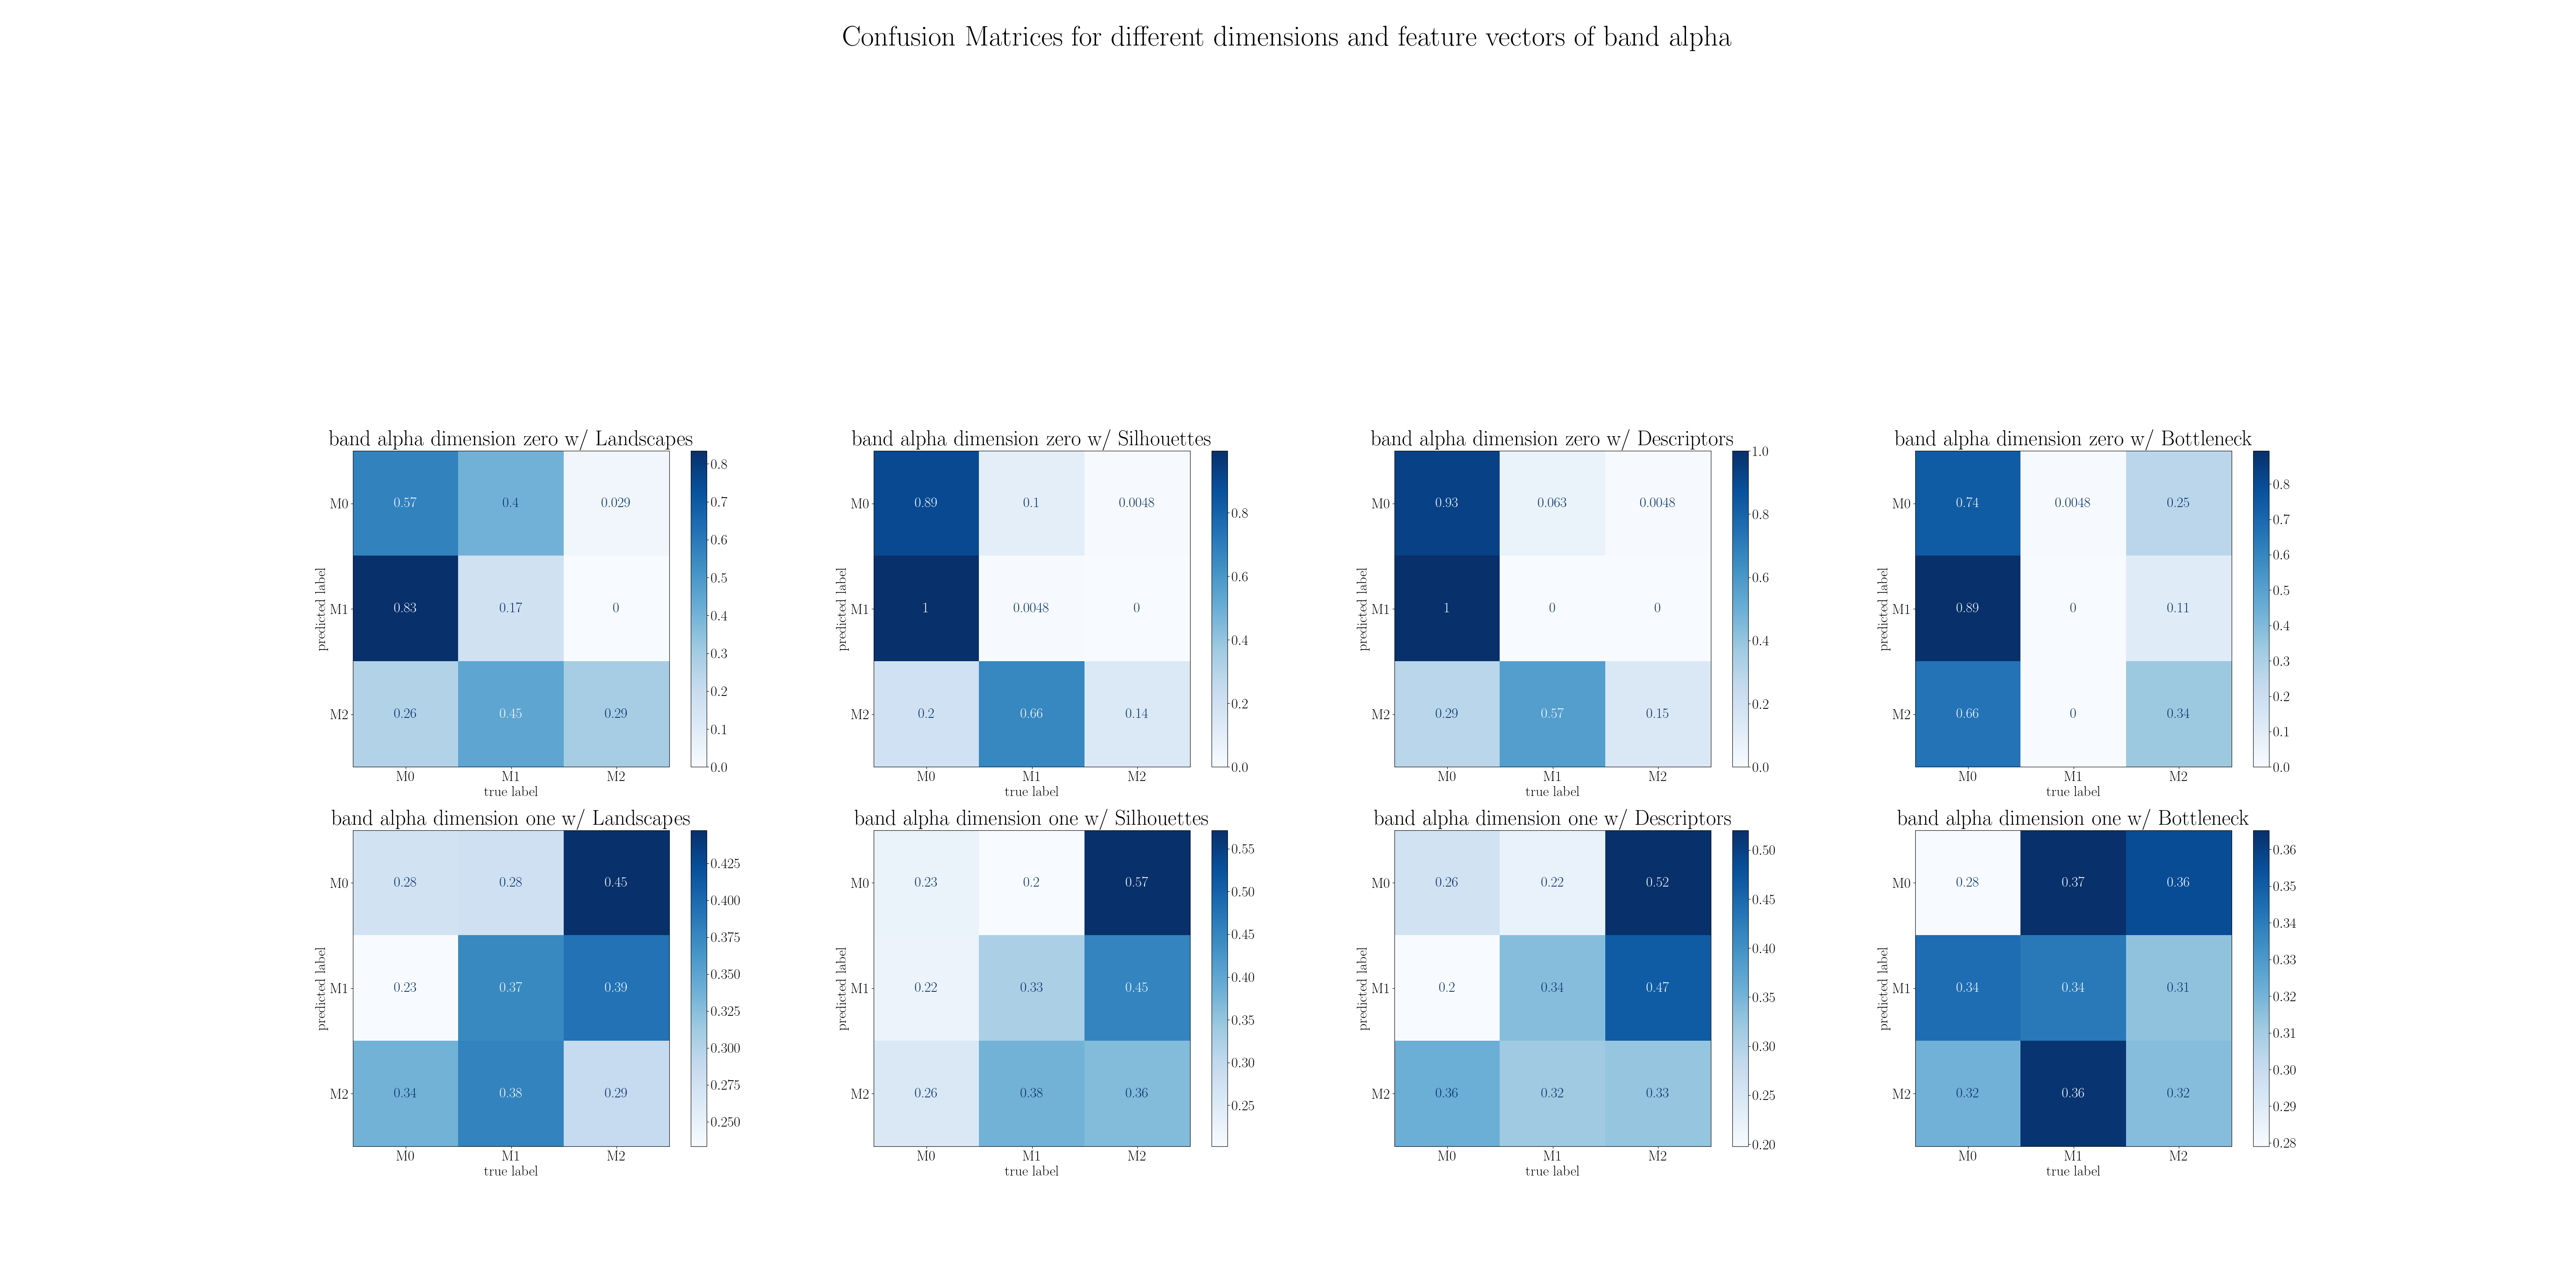 Confusion Matrices for different dimensions and feature vectors of band alpha
band alpha dimension zero w/ Landscapes
predicted label
M0 0.57 0.4 0.029
M1 0.83 0.17 0
M2 0.26 0.45 0.29
M0 M1 M2
true label
0.8
0.7
0.6
0.5
0.4
0.3
0.2
0.1
0.0
band alpha dimension zero w/ Silhouettes
predicted label
M0 0.89 0.1 0.0048
M1 1 0.0048 0
M2 0.2 0.66 0.14
M0 M1 M2
true label
0.8
0.6
0.4
0.2
0.0
band alpha dimension zero w/ Descriptors
predicted label
M0 0.93 0.063 0.0048
M1 1 0 0
M2 0.29 0.57 0.15
M0 M1 M2
true label
1.0
0.8
0.6
0.4
0.2
0.0
band alpha dimension zero w/ Bottleneck
predicted label
M0 0.74 0.0048 0.25
M1 0.89 0 0.11
M2 0.66 0 0.34
M0 M1 M2
true label
0.8
0.7
0.6
0.5
0.4
0.3
0.2
0.1
0.0
band alpha dimension one w/ Landscapes
predicted label
M0 0.28 0.28 0.45
M1 0.23 0.37 0.39
M2 0.34 0.38 0.29
M0 M1 M2
true label
0.425
0.400
0.375
0.350
0.325
0.300
0.275
0.250
band alpha dimension one w/ Silhouettes
predicted label
M0 0.23 0.2 0.57
M1 0.22 0.33 0.45
M2 0.26 0.38 0.36
M0 M1 M2
true label
0.55
0.50
0.45
0.40
0.35
0.30
0.25
band alpha dimension one w/ Descriptors
predicted label
M0 0.26 0.22 0.52
M1 0.2 0.34 0.47
M2 0.36 0.32 0.33
M0 M1 M2
true label
0.50
0.45
0.40
0.35
0.30
0.25
0.20
band alpha dimension one w/ Bottleneck
predicted label
M0 0.28 0.37 0.36
M1 0.34 0.34 0.31
M2 0.32 0.36 0.32
M0 M1 M2
true label
0.36
0.35
0.34
0.33
0.32
0.31
0.30
0.29
0.28